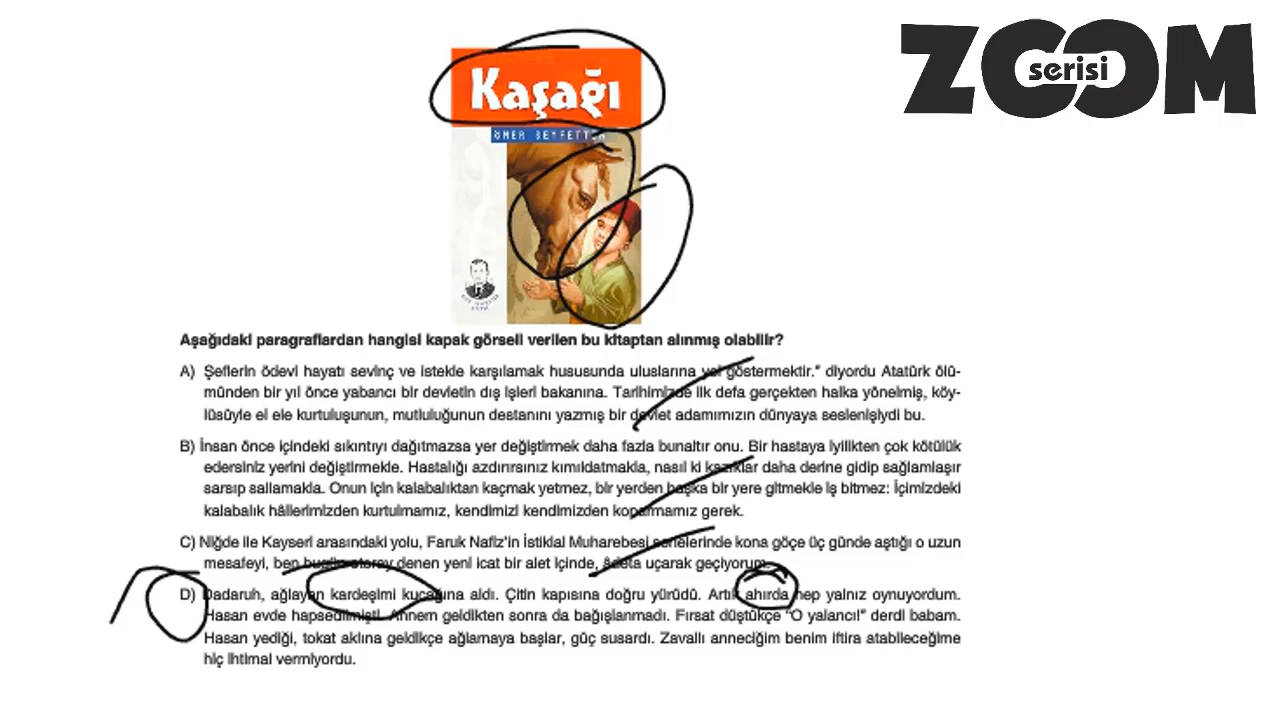 ZOOM
serisi
Kaşağı
ÖMER SEYFETTİN
Aşağıdaki paragraflardan hangisi kapak görseli verilen bu kitaptan alınmış olabilir?
A) Şeflerin ödevi hayatı sevinç ve istekle karşılamak hususunda uluslarına yol göstermektir." diyordu Atatürk ölü-
münden bir yıl önce yabancı bir devletin dış işleri bakanına. Tarihimizde ilk defa gerçekten halka yönelmiş, köy-
lüsüyle el ele kurtuluşunun, mutluluğunun destanını yazmış bir devlet adamımızın dünyaya seslenişiydi bu.
B) İnsan önce içindeki sıkıntıyı dağıtmazsa yer değiştirmek daha fazla bunaltır onu. Bir hastaya iyilikten çok kötülük
edersiniz yerini değiştirmekle. Hastalığı azdırırsınız kımıldatmakla, nasıl ki kazıklar daha derine gidip sağlamlaşır
sarsıp sallamakla. Onun için kalabalıktan kaçmak yetmez, bir yerden başka bir yere gitmekle iş bitmez: İçimizdeki
kalabalık hâllerimizden kurtulmamız, kendimizi kendimizden koparmamız gerek.
C) Niğde ile Kayseri arasındaki yolu, Faruk Nafiz'in İstiklal Muharebesi senelerinde kona göçe üç günde aştığı o uzun
mesafeyi, ben bugün otoray denen yeni icat bir alet içinde, âdeta uçarak geçiyorum.
D) Dadaruh, ağlayan kardeşimi kucağına aldı. Çitin kapısına doğru yürüdü. Artık ahırda hep yalnız oynuyordum.
Hasan evde hapsedilmişti. Annem geldikten sonra da bağışlanmadı. Fırsat düştükçe "O yalancı!" derdi babam.
Hasan yediği, tokat aklına geldikçe ağlamaya başlar, güç susardı. Zavallı anneciğim benim iftira atabileceğime
hiç ihtimal vermiyordu.